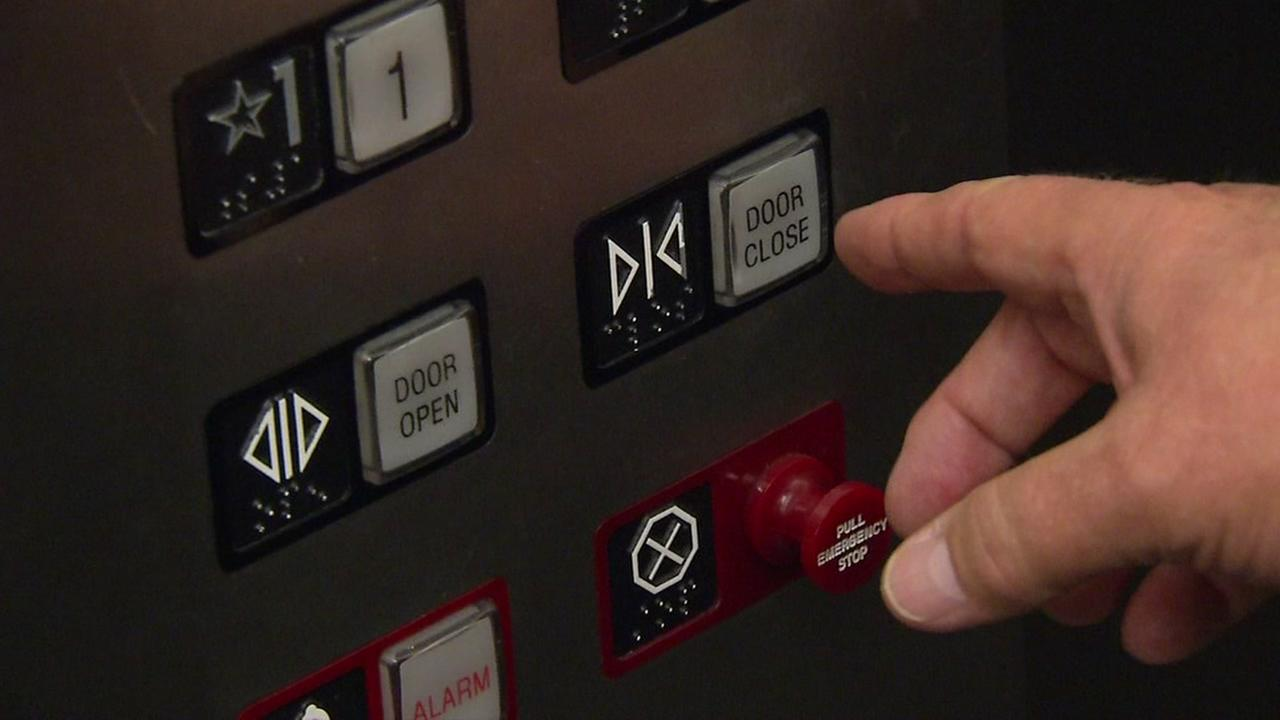 ★1
1
DOOR
CLOSE
DOOR
OPEN
PULL
EMERGENCY
STOP
ALARM